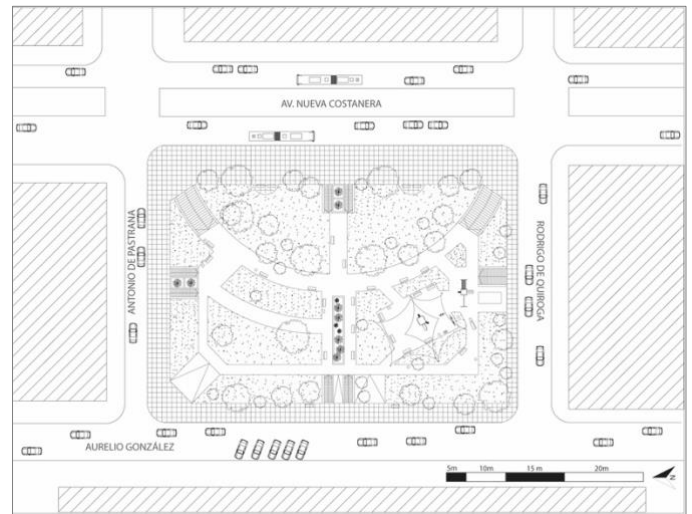 AV. NUEVA COSTANERA
ANTONIO DE PASTRANA
RODRIGO DE QUIROGA
AURELIO GONZÁLEZ
5m 10m 15 m 20m
N